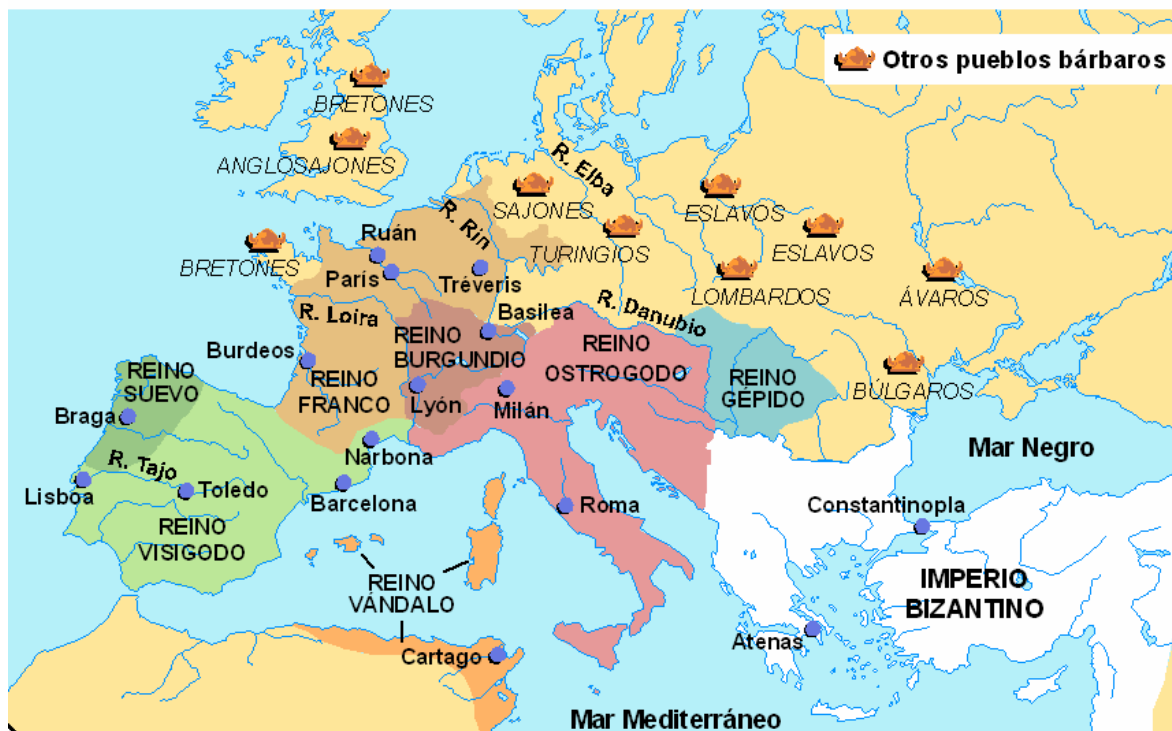 Otros pueblos bárbaros
BRETONES
ANGLOSAJONES
R. Elba
SAJONES
ESLAVOS
R. Rin
Ruán
TURINGIOS
ESLAVOS
BRETONES
París
Tréveris
LOMBARDOS
ÁVAROS
R. Loira
Basilea
R. Danubio
REINO
BURGUNDIO
REINO
OSTROGODO
Burdeos
REINO
SUEVO
REINO
FRANCO
REINO
GÉPIDO
BÚLGAROS
Braga
Lyón
Milán
Narbona
Mar Negro
R. Tajo
Lisboa
Toledo
Barcelona
Roma
Constantinopla
REINO
VISIGODO
REINO
VÁNDALO
IMPERIO
BIZANTINO
Cartago
Atenas
Mar Mediterráneo